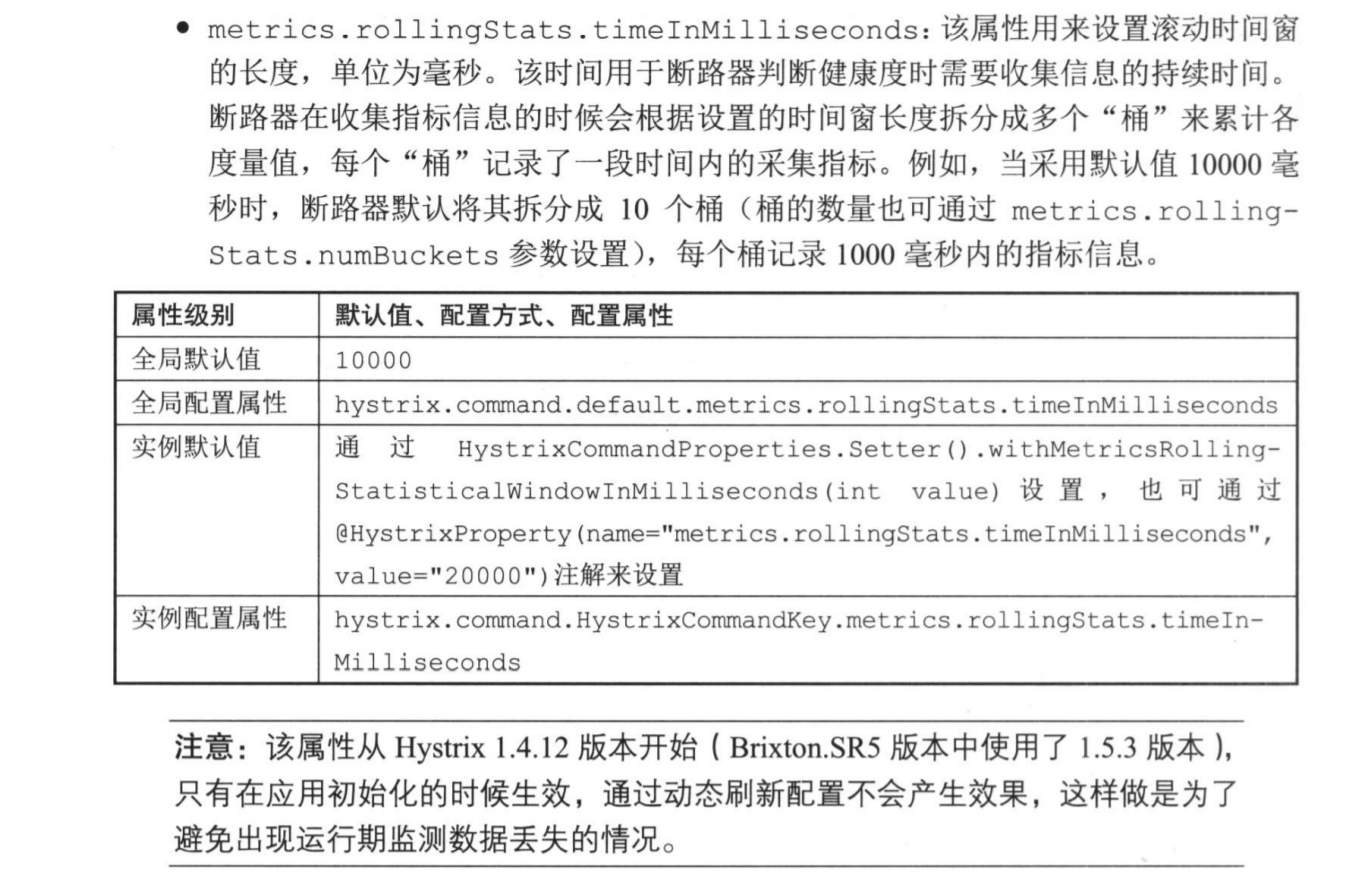 ● metrics.rollingStats.timeInMilliseconds：该属性用来设置滚动时间窗
的长度，单位为毫秒。该时间用于断路器判断健康度时需要收集信息的持续时间。
断路器在收集指标信息的时候会根据设置的时间窗长度拆分成多个“桶”来累计各
度量值，每个“桶”记录了一段时间内的采集指标。例如，当采用默认值 10000 毫
秒时，断路器默认将其拆分成 10 个桶（桶的数量也可通过 metrics.rolling-
Stats.numBuckets 参数设置），每个桶记录 1000 毫秒内的指标信息。
属性级别 默认值、配置方式、配置属性
全局默认值 10000
全局配置属性 hystrix.command.default.metrics.rollingStats.timeInMilliseconds
实例默认值 通过 HystrixCommandProperties.Setter().withMetricsRolling-
StatisticalWindowInMilliseconds(int value) 设置，也可通过
@HystrixProperty(name="metrics.rollingStats.timeInMilliseconds",
value="20000")注解来设置
实例配置属性 hystrix.command.HystrixCommandKey.metrics.rollingStats.timeIn-
Milliseconds
注意：该属性从 Hystrix 1.4.12 版本开始（Brixton.SR5 版本中使用了 1.5.3 版本），
只有在应用初始化的时候生效，通过动态刷新配置不会产生效果，这样做是为了
避免出现运行期监测数据丢失的情况。